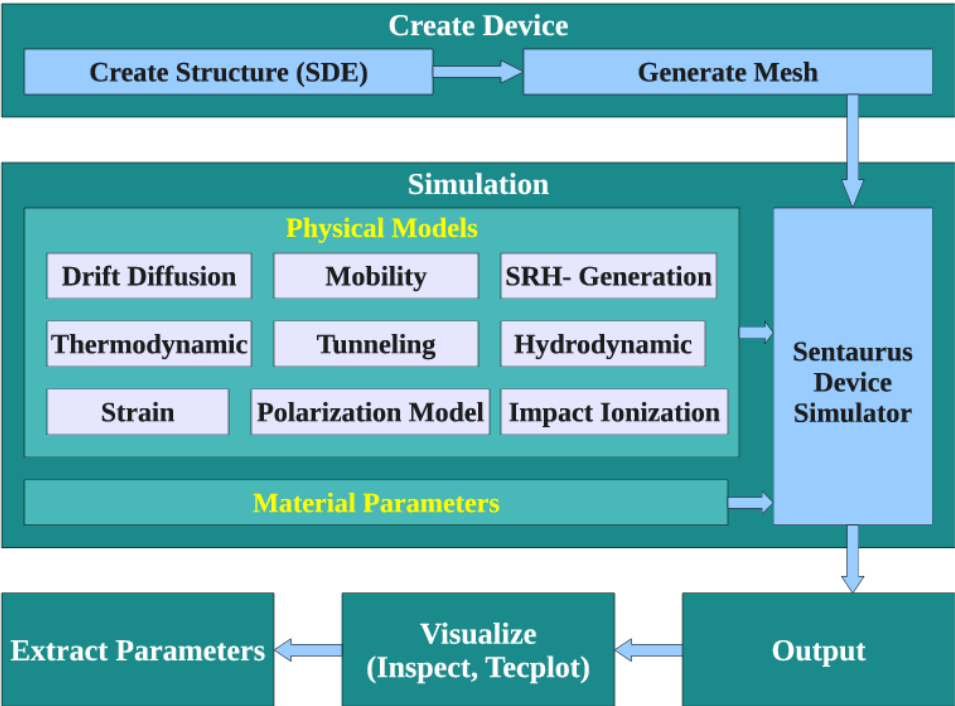 Create Device
Create Structure (SDE)
Generate Mesh
Simulation
Physical Models
Drift Diffusion
Mobility
SRH- Generation
Thermodynamic
Tunneling
Hydrodynamic
Strain
Polarization Model
Impact Ionization
Material Parameters
Sentaurus
Device
Simulator
Output
Visualize
(Inspect, Tecplot)
Extract Parameters